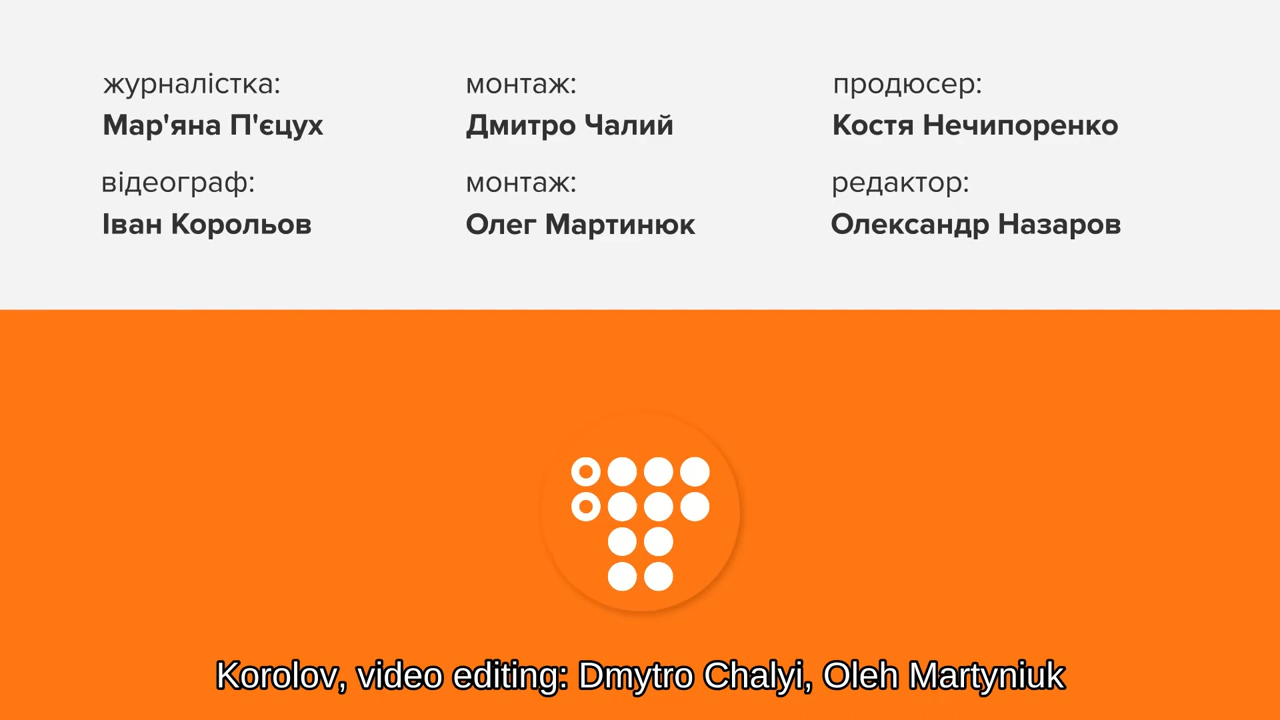 журналістка:
Мар'яна П'єцух
відеограф:
Іван Корольов
монтаж:
Дмитро Чалий
монтаж:
Олег Мартинюк
продюсер:
Костя Нечипоренко
редактор:
Олександр Назаров
Korolov, video editing: Dmytro Chalyi, Oleh Martyniuk